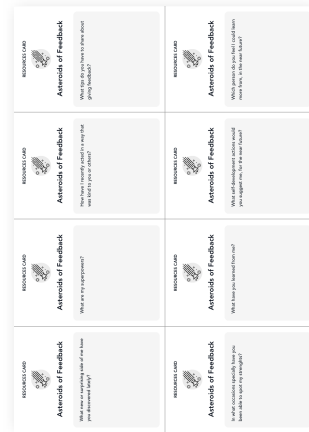 RESOURCES CARD
Asteroids of Feedback
What tips do you have to share about
giving feedback?
RESOURCES CARD
Asteroids of Feedback
Which person do you feel I could learn
more from, in the near future?
RESOURCES CARD
Asteroids of Feedback
How have I recently acted in a way that
was kind to you or others?
RESOURCES CARD
Asteroids of Feedback
What self-development actions would
you suggest me, for the near future?
RESOURCES CARD
Asteroids of Feedback
What are my superpowers?
RESOURCES CARD
Asteroids of Feedback
What have you learned from me?
RESOURCES CARD
Asteroids of Feedback
What new or surprising side of me have
you discovered lately?
RESOURCES CARD
Asteroids of Feedback
In what occasions specially have you
been able to spot my strengths?